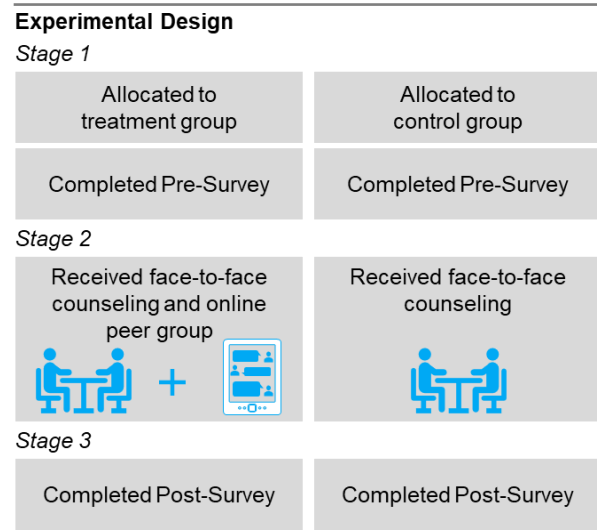 Experimental Design
Stage 1
Allocated to
treatment group
Allocated to
control group
Completed Pre-Survey
Completed Pre-Survey
Stage 2
Received face-to-face
counseling and online
peer group
Received face-to-face
counseling
+
Stage 3
Completed Post-Survey
Completed Post-Survey